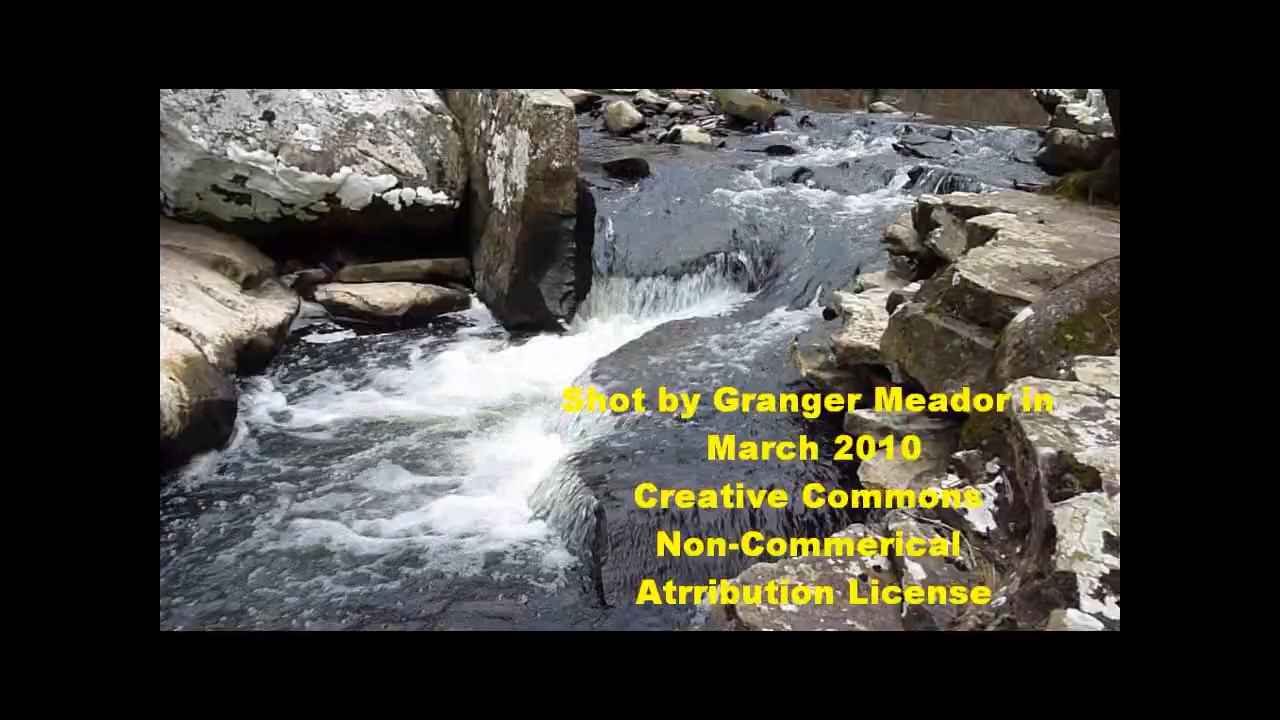 Shot by Granger Meador in
March 2010
Creative Commons
Non-Commerical
Atrribution License